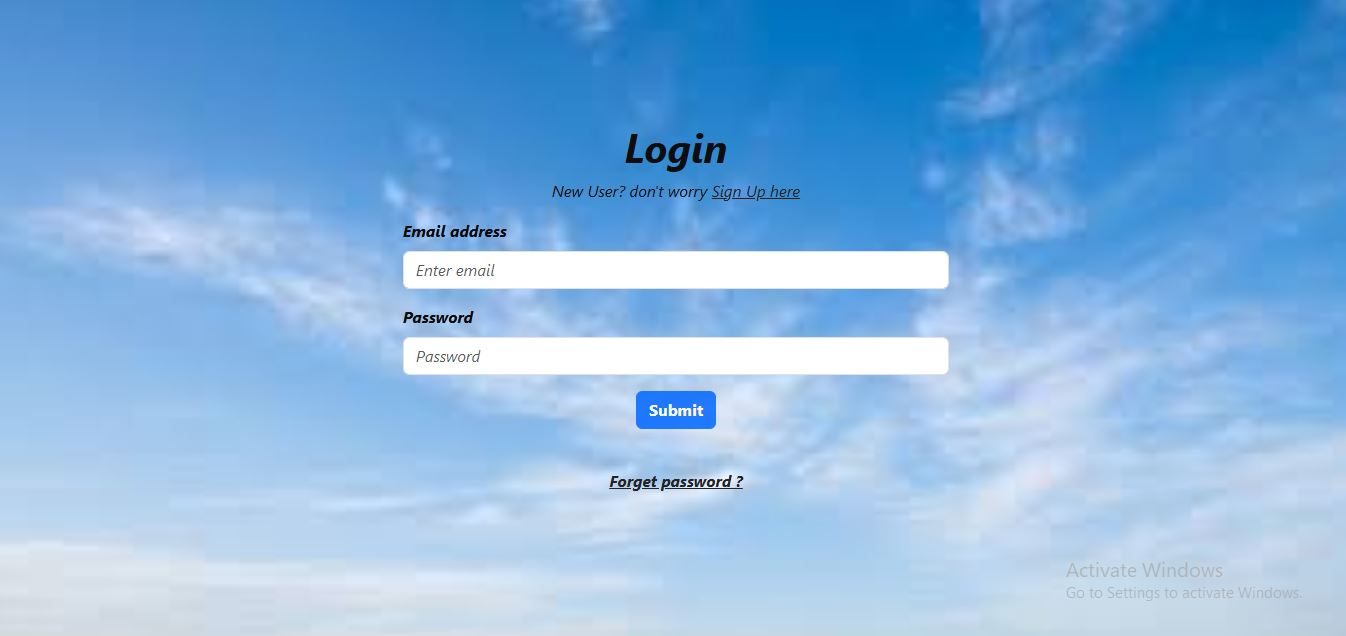 Login
New User? don't worry Sign Up here
Email address
Enter email
Password
Password
Submit
Forget password ?
Activate Windows
Go to Settings to activate Windows.